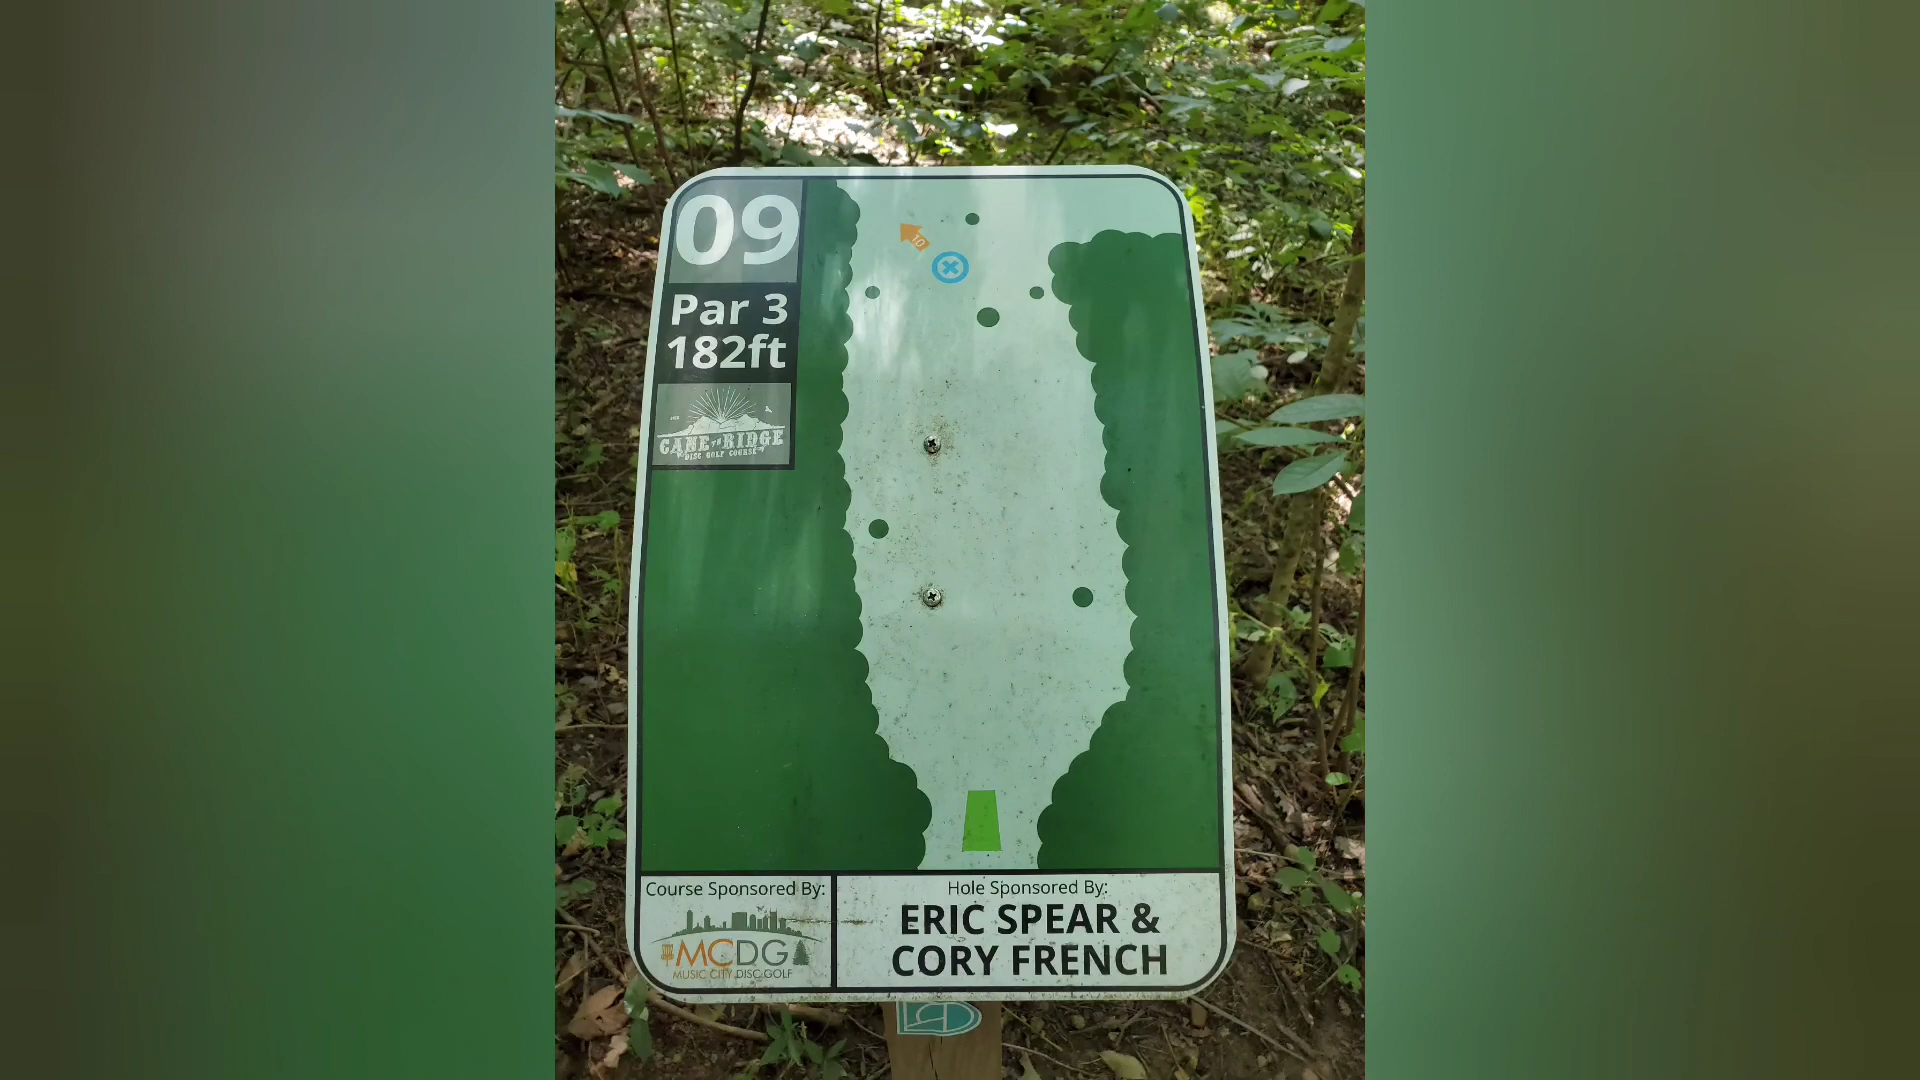 09
Par 3
182ft
CANE RIDGE
DISC GOLF COURSE
10
Course Sponsored By:
MCDG
MUSIC CITY DISC GOLF
Hole Sponsored By:
ERIC SPEAR &
CORY FRENCH